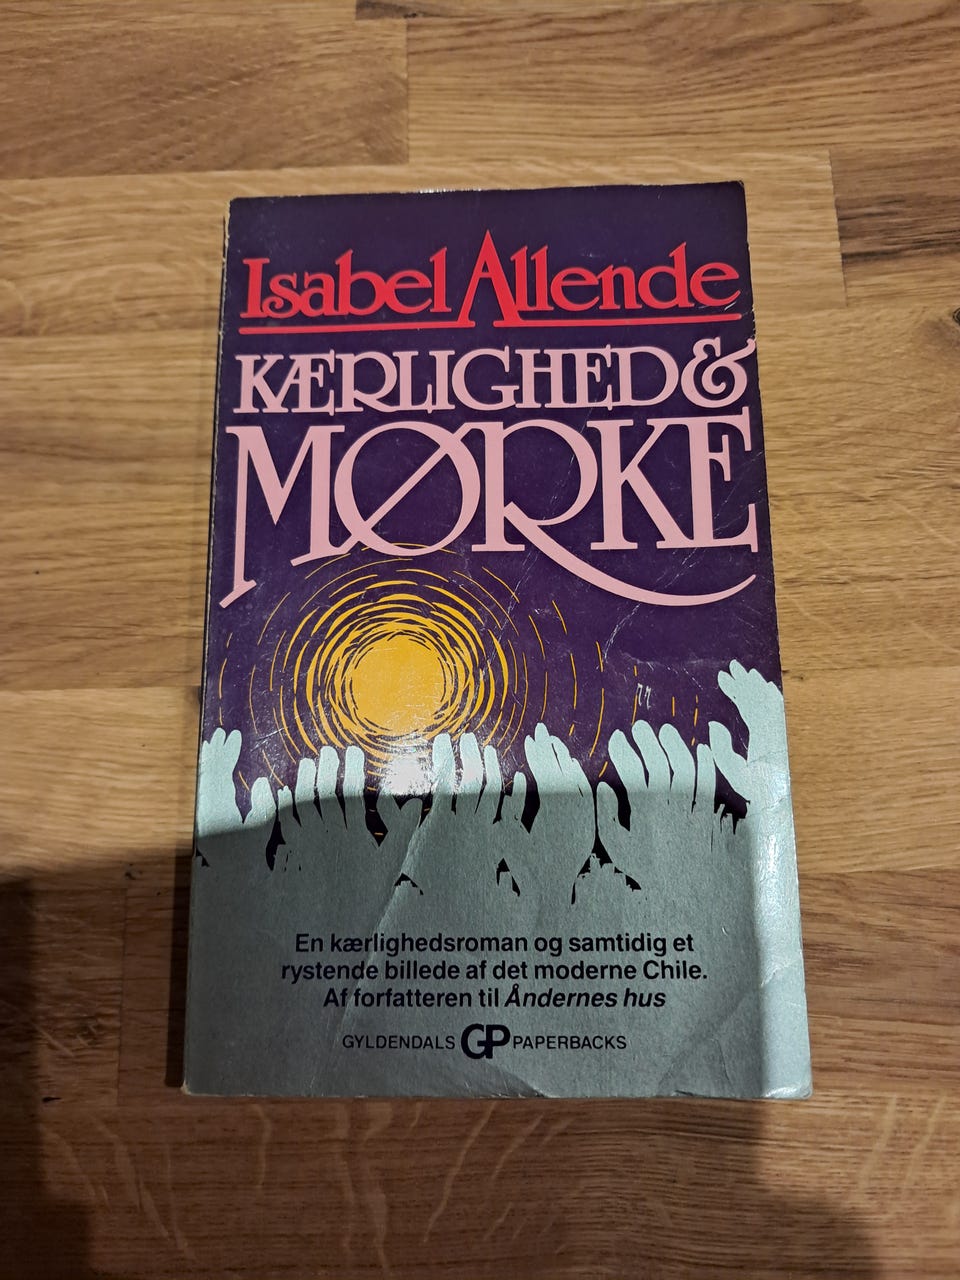 Isabel Allende
KÆRLIGHED &
MØRKE
En kærlighedsroman og samtidig et
rystende billede af det moderne Chile.
Af forfatteren til Åndernes hus
GYLDENDALS GP PAPERBACKS